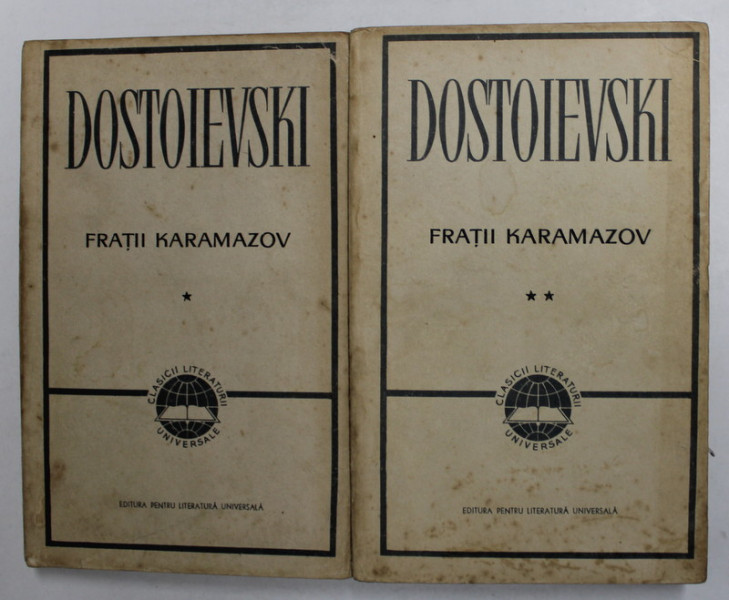 DOSTOIEVSKI
FRAȚII KARAMAZOV
★
CLASICII LITERATURII
UNIVERSALE
EDITURA PENTRU LITERATURĂ UNIVERSALĂ
DOSTOIEVSKI
FRAȚII KARAMAZOV
★★
CLASICII LITERATURII
UNIVERSALE
EDITURA PENTRU LITERATURĂ UNIVERSALĂ